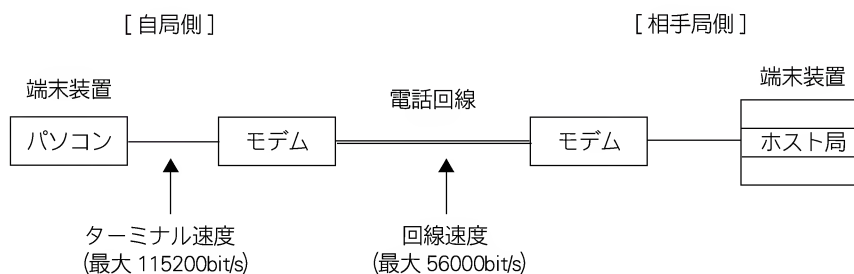 [ 自局側 ]
[ 相手局側 ]
端末装置
電話回線
端末装置
パソコン
モデム
モデム
ホスト局
ターミナル速度
(最大 115200bit/s)
回線速度
(最大 56000bit/s)